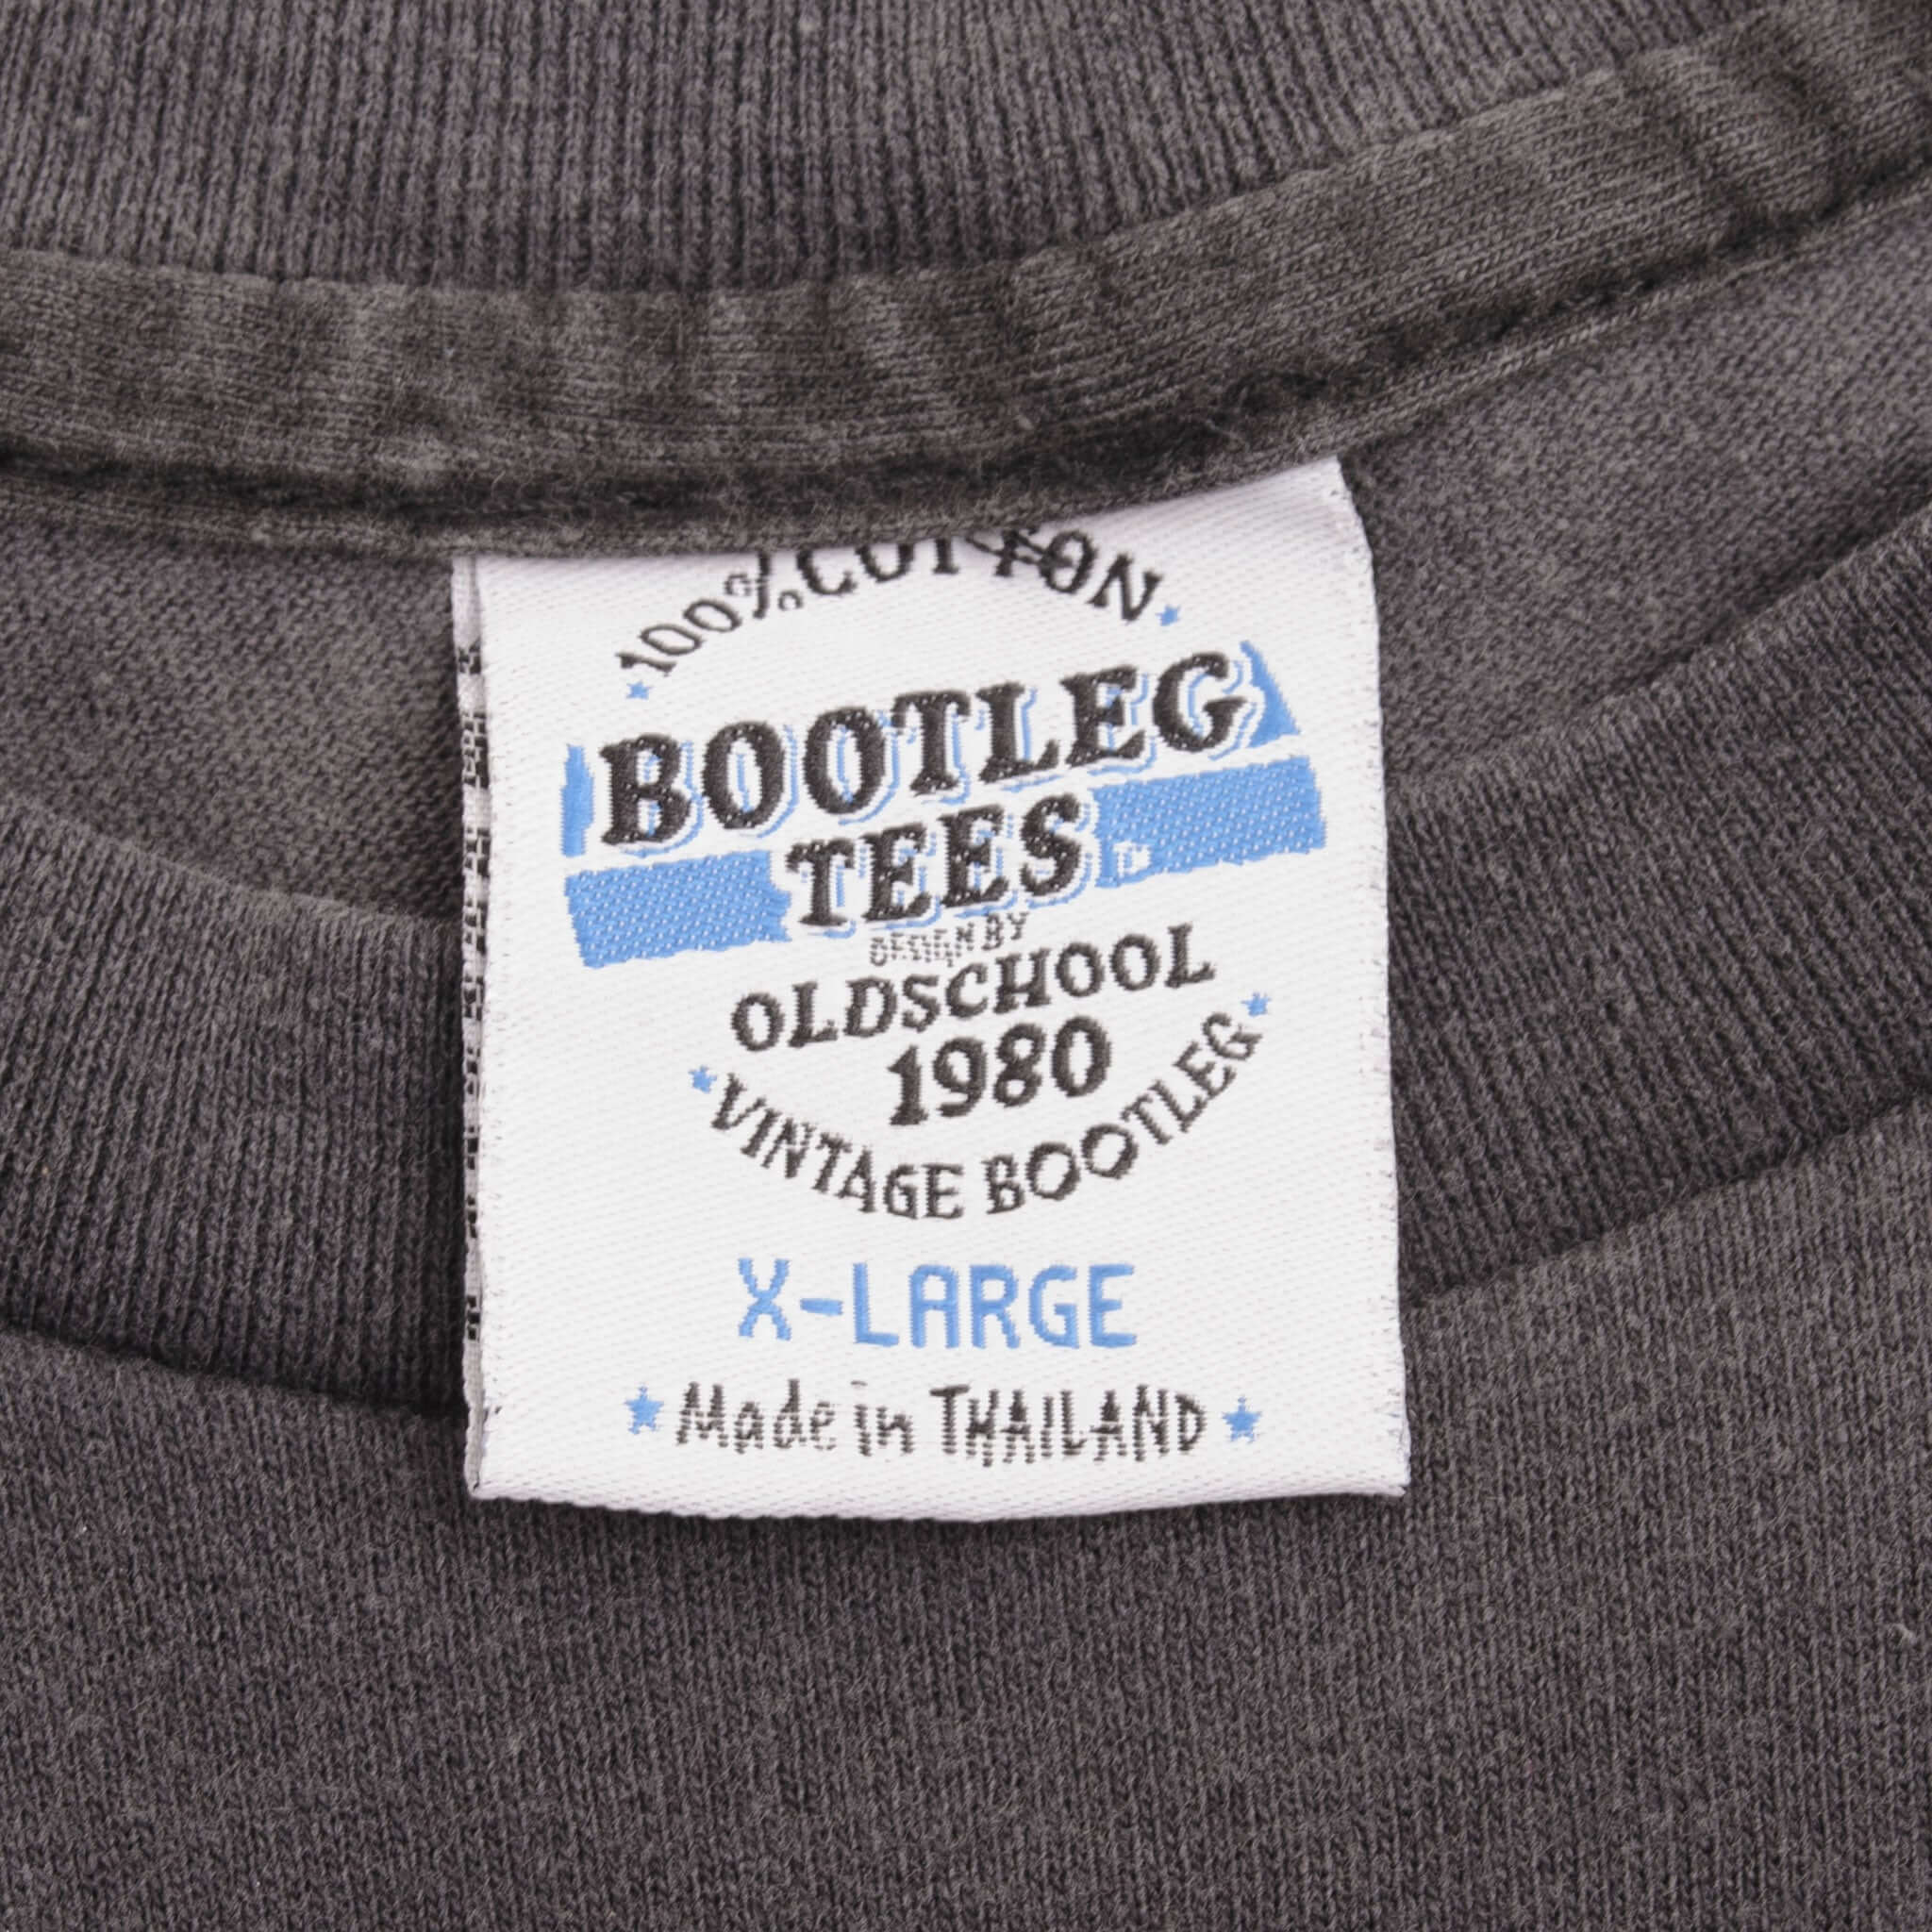 100% COTTON
BOOTLEG
TEES
DESIGN BY
OLDSCHOOL
1980
VINTAGE BOOTLEG
X-LARGE
Made in THAILAND